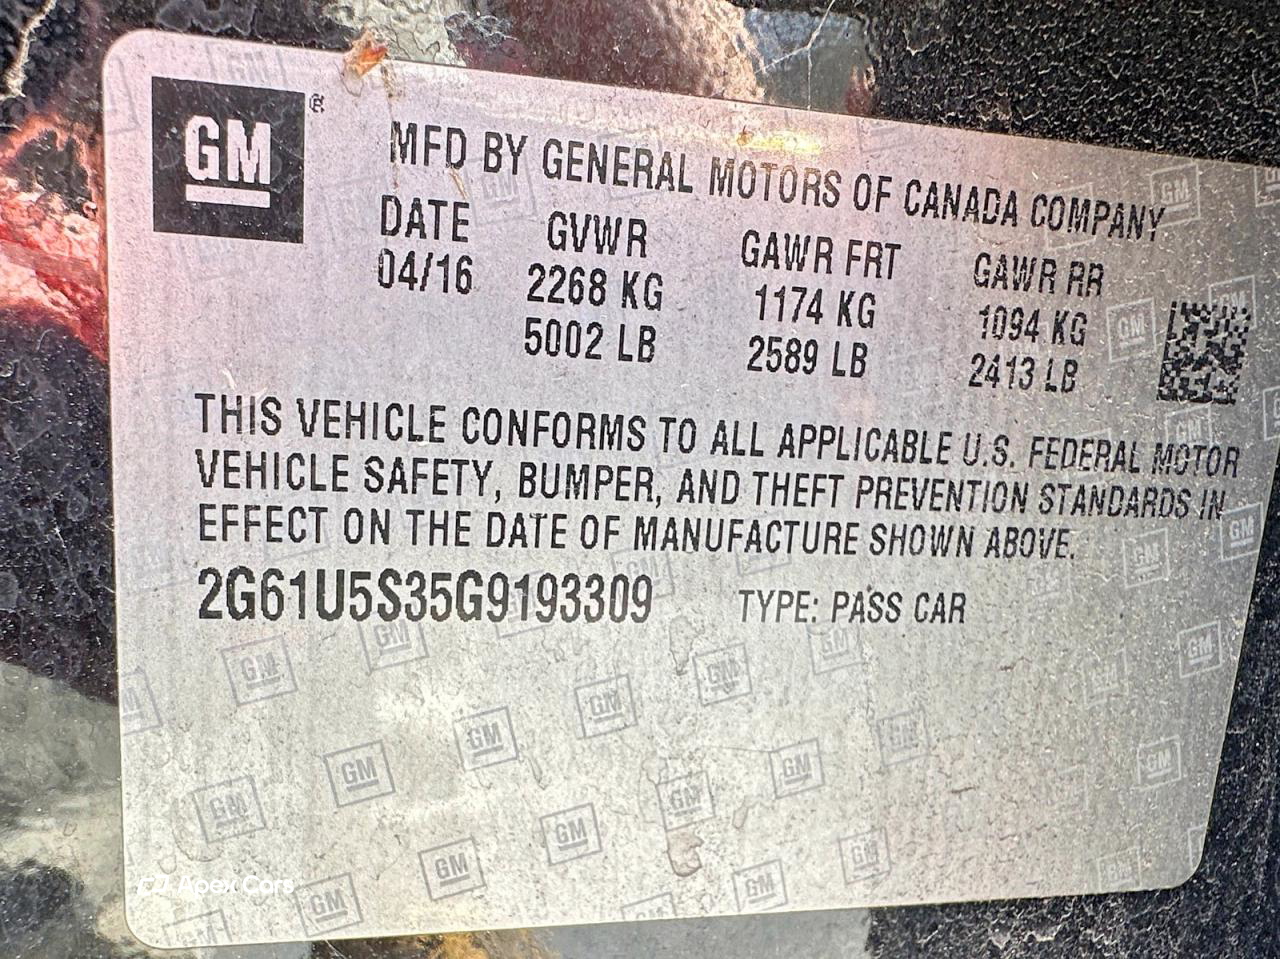 GM®
MFD BY GENERAL MOTORS OF CANADA COMPANY
DATE GVWR GAWR FRT GAWR RR
04/16 2268 KG 1174 KG 1094 KG
5002 LB 2589 LB 2413 LB
THIS VEHICLE CONFORMS TO ALL APPLICABLE U.S. FEDERAL MOTOR
VEHICLE SAFETY, BUMPER, AND THEFT PREVENTION STANDARDS IN
EFFECT ON THE DATE OF MANUFACTURE SHOWN ABOVE.
2G61U5S35G9193309 TYPE: PASS CAR
Apex Cars